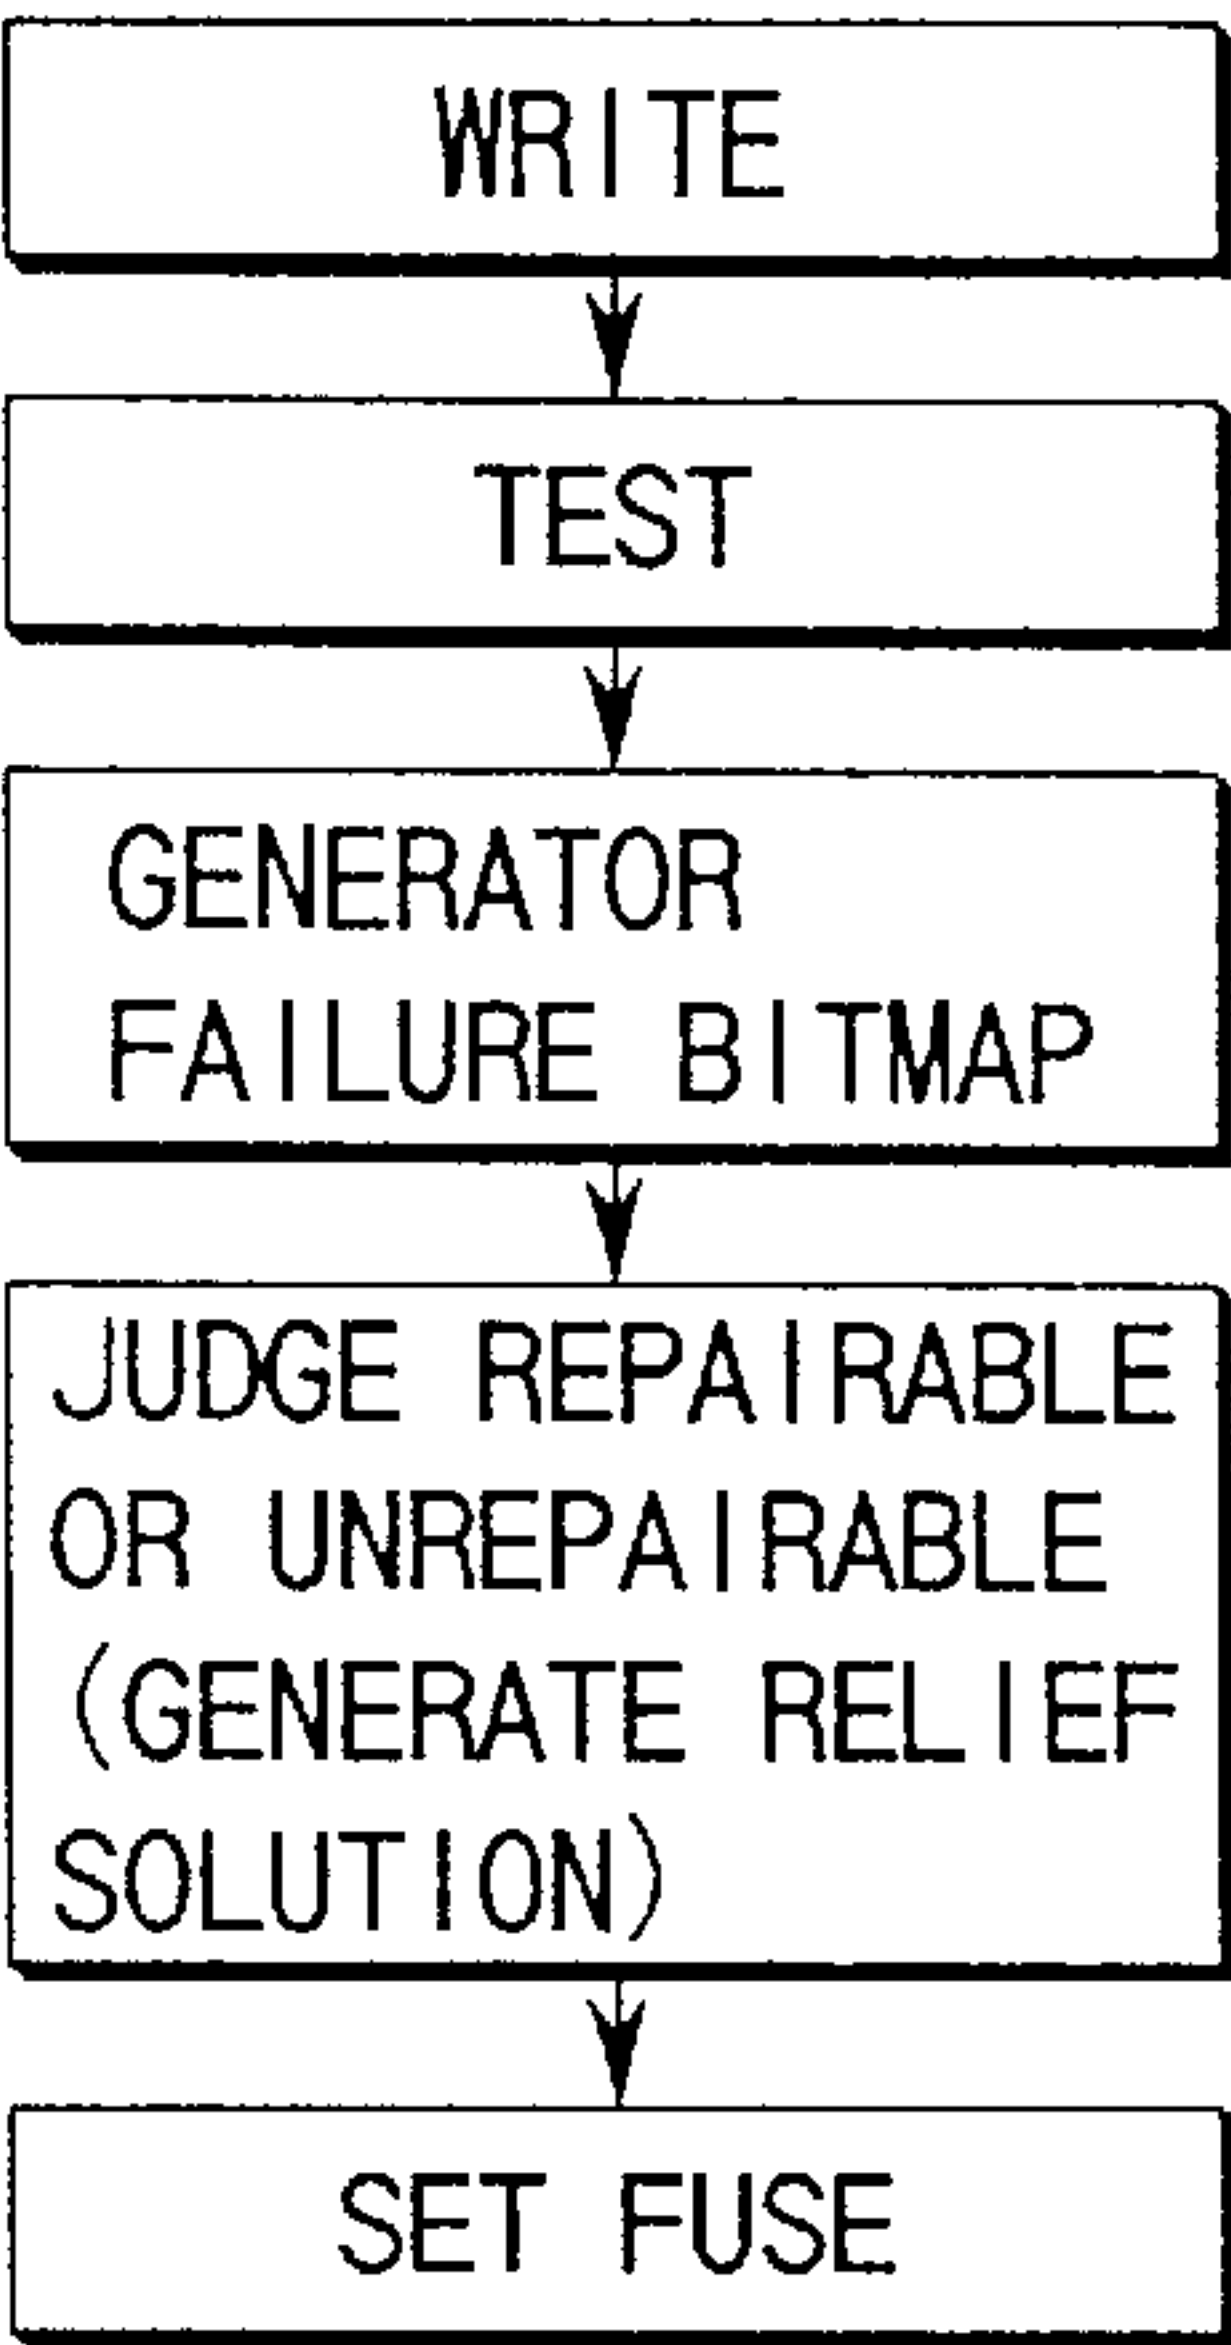 WRITE
TEST
GENERATOR
FAILURE BITMAP
JUDGE REPAIRABLE
OR UNREPAIRABLE
(GENERATE RELIEF
SOLUTION)
SET FUSE